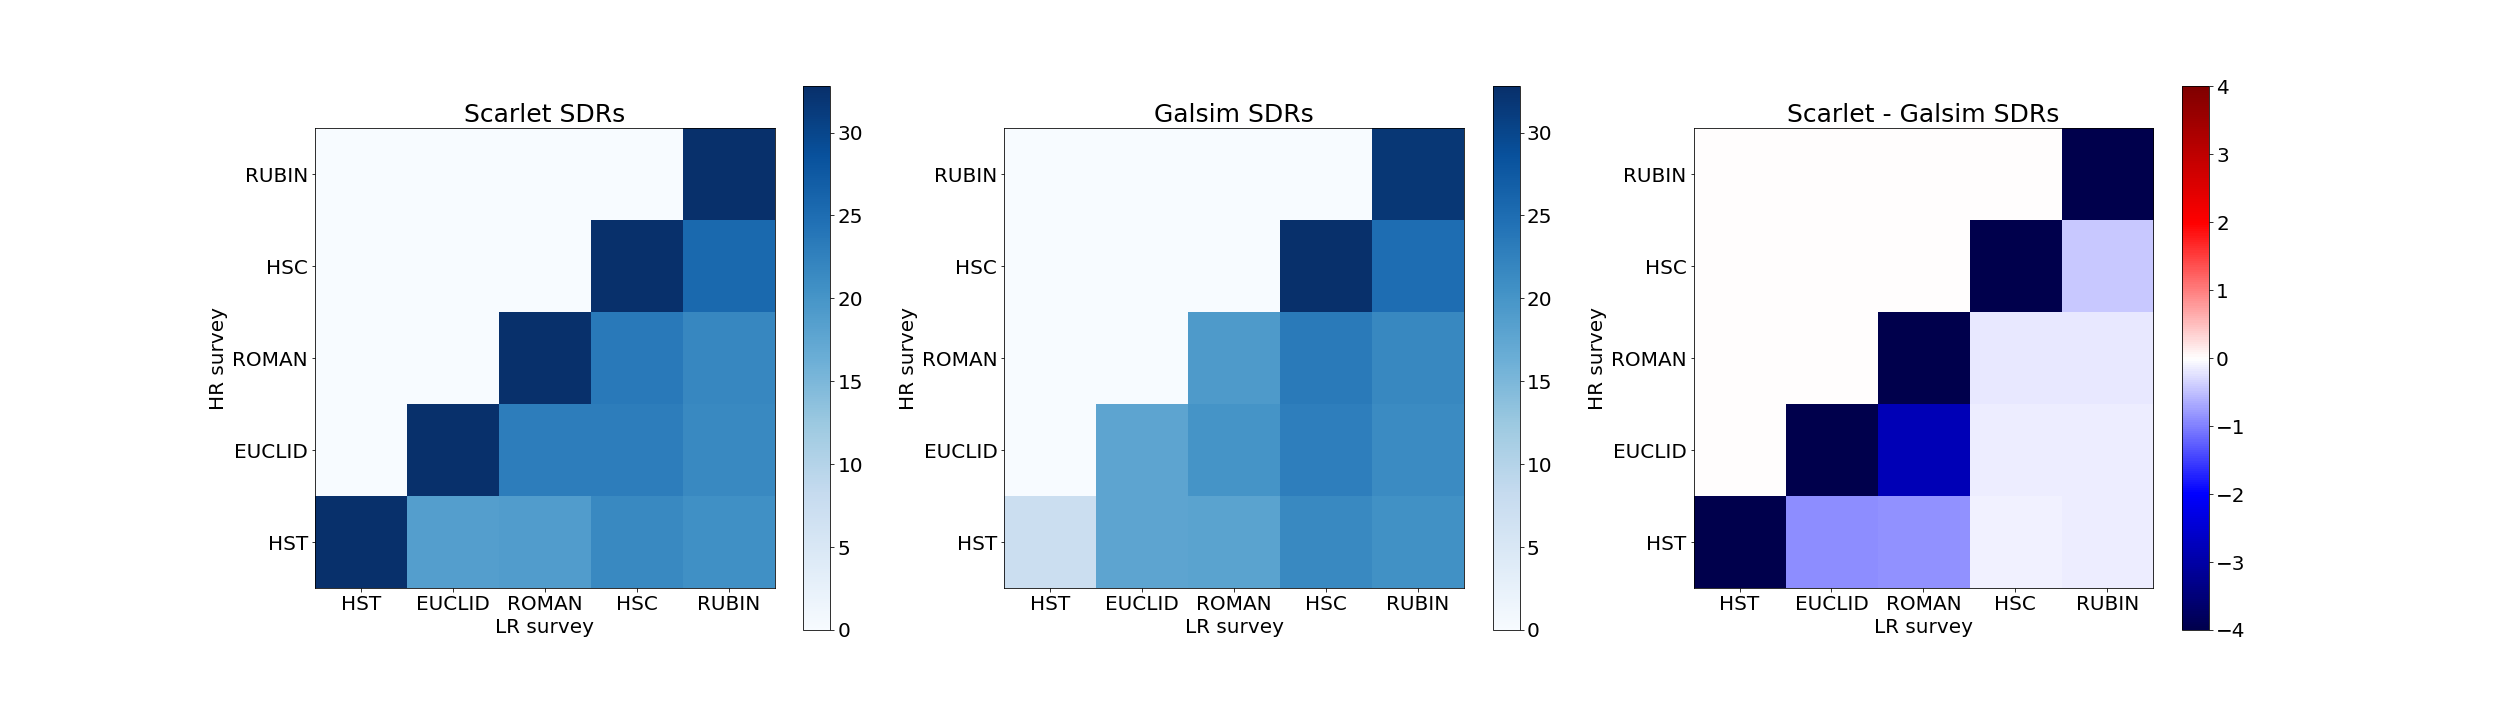 Scarlet SDRs
HR survey
RUBIN
HSC
ROMAN
EUCLID
HST
HST EUCLID ROMAN HSC RUBIN
LR survey
30
25
20
15
10
5
0
Galsim SDRs
HR survey
RUBIN
HSC
ROMAN
EUCLID
HST
HST EUCLID ROMAN HSC RUBIN
LR survey
30
25
20
15
10
5
0
Scarlet - Galsim SDRs
HR survey
RUBIN
HSC
ROMAN
EUCLID
HST
HST EUCLID ROMAN HSC RUBIN
LR survey
4
3
2
1
0
−1
−2
−3
−4